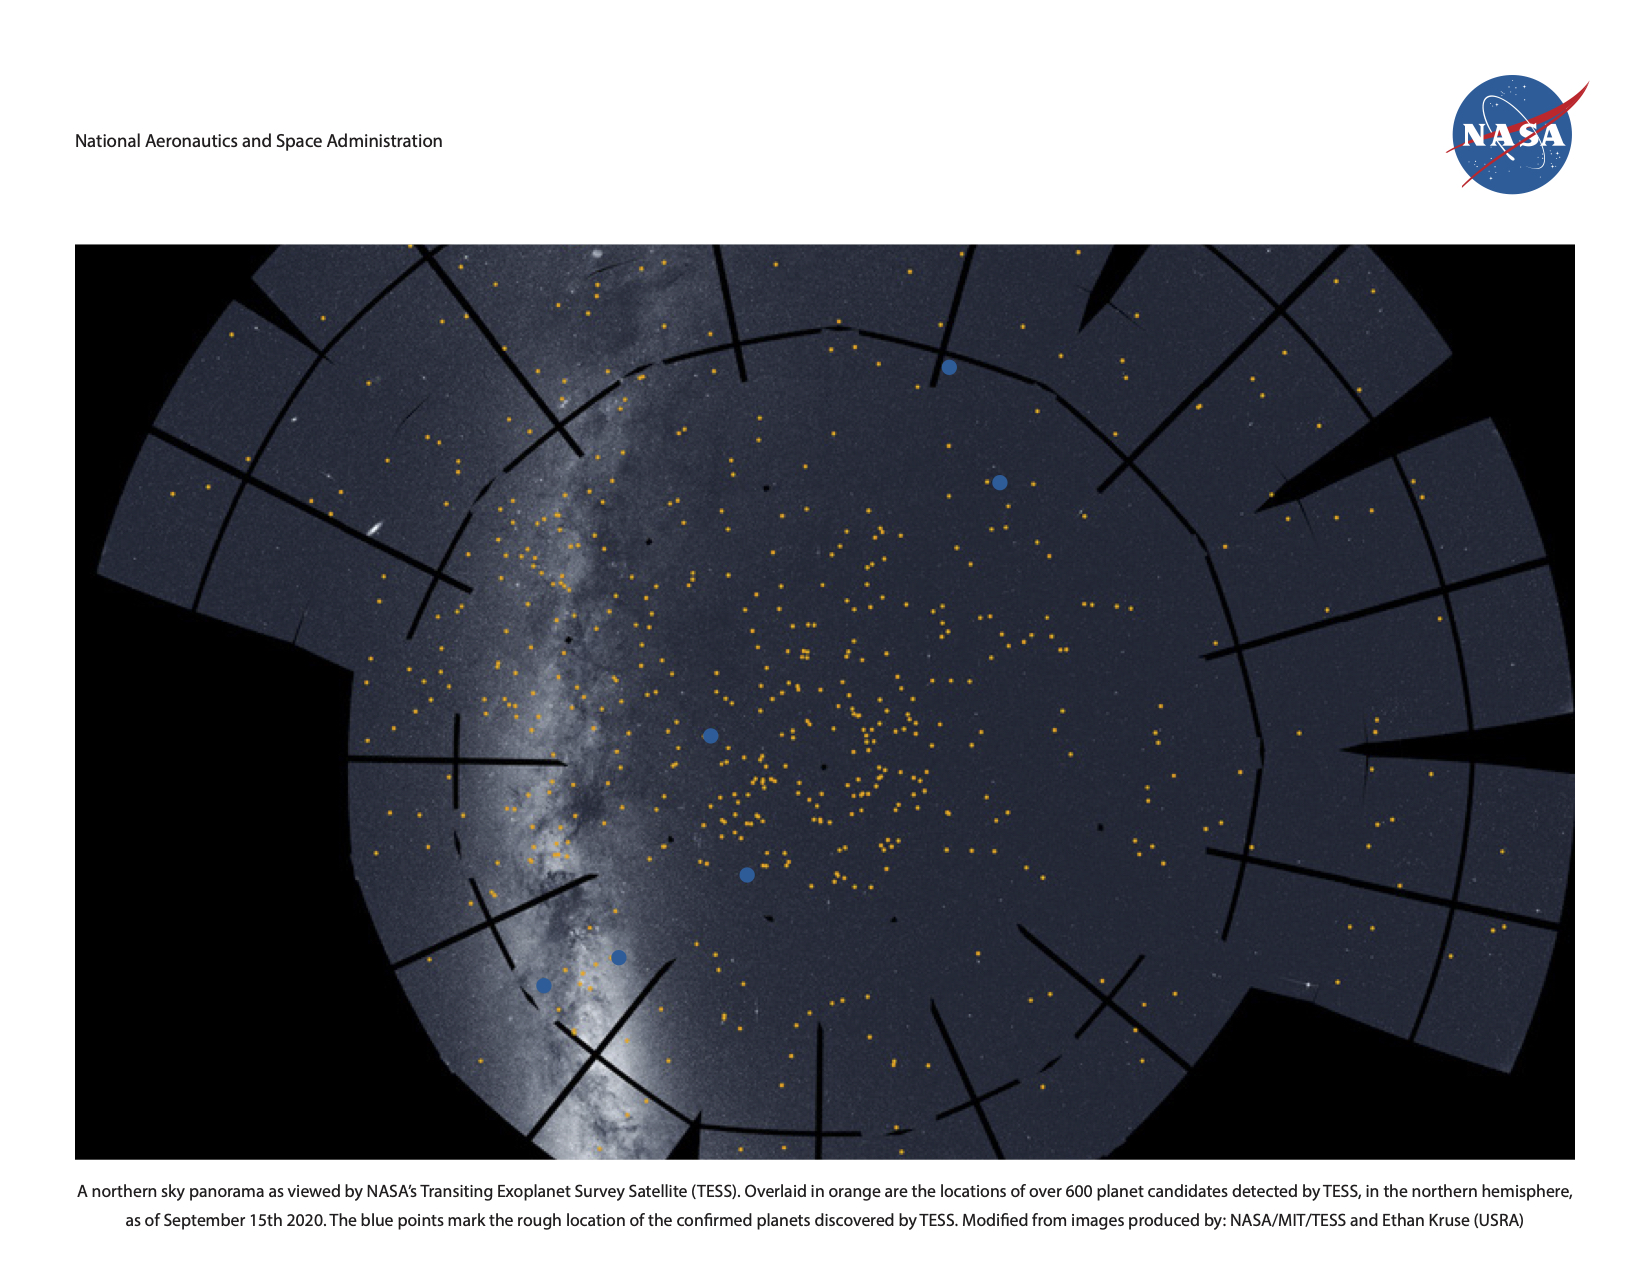 National Aeronautics and Space Administration
NASA
A northern sky panorama as viewed by NASA's Transiting Exoplanet Survey Satellite (TESS). Overlaid in orange are the locations of over 600 planet candidates detected by TESS, in the northern hemisphere,
as of September 15th 2020. The blue points mark the rough location of the confirmed planets discovered by TESS. Modified from images produced by: NASA/MIT/TESS and Ethan Kruse (USRA)